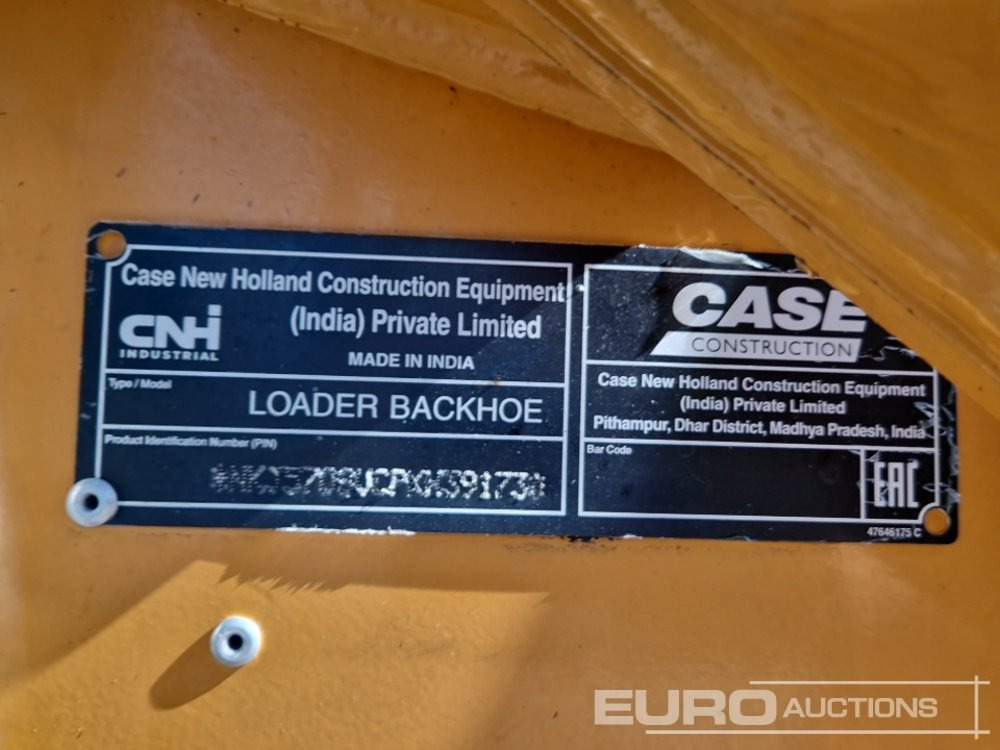 Case New Holland Construction Equipment
(India) Private Limited
CNH
INDUSTRIAL
MADE IN INDIA
Type / Model
LOADER BACKHOE
Product Identification Number (PIN)
CASE
CONSTRUCTION
Case New Holland Construction Equipment
(India) Private Limited
Pithampur, Dhar District, Madhya Pradesh, India
Bar Code
EAC
47646175 C
EURO AUCTIONS